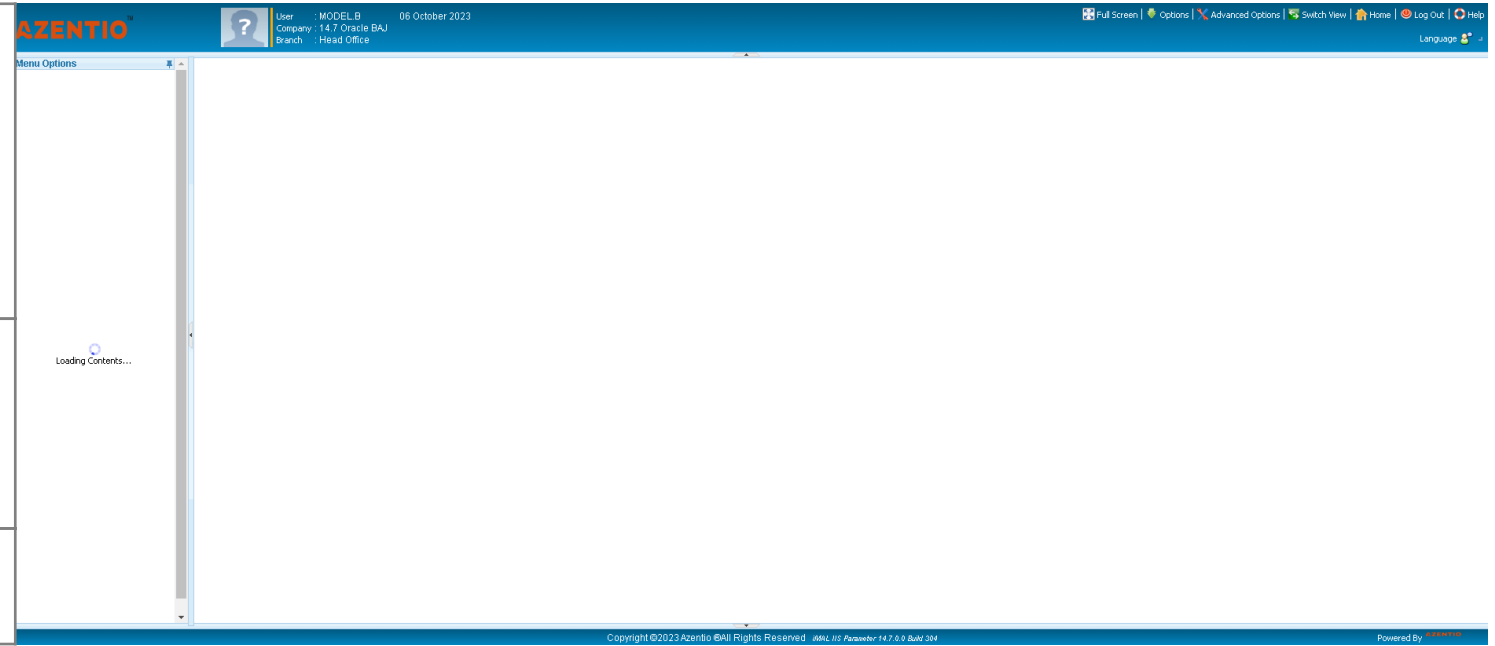 AZENTIO
User : MODEL.B 06 October 2023
Company : 14.7 Oracle BAJ
Branch : Head Office
Full Screen | Options | Advanced Options | Switch View | Home | Log Out | Help
Language
Menu Options
Loading Contents...
Copyright ©2023 Azentio ®All Rights Reserved iMAL IIS Parameter 14.7.0.0 Build 304
Powered By AZENTIO